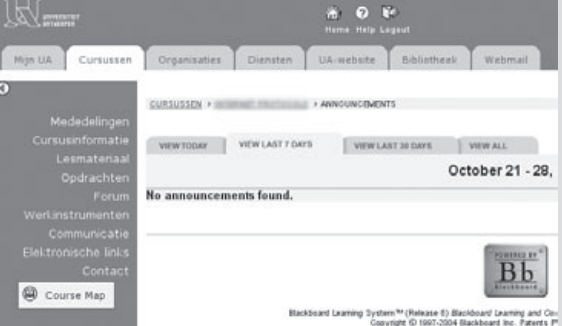 UNIVERSITEIT
ANTWERPEN
Home Help Logout
Mijn UA Cursussen Organisaties Diensten UA-website Bibliotheek Webmail
CURSUSSEN > > ANNOUNCEMENTS
VIEW TODAY VIEW LAST 7 DAYS VIEW LAST 30 DAYS VIEW ALL
October 21 - 28,
No announcements found.
Mededelingen
Cursusinformatie
Lesmateriaal
Opdrachten
Forum
Werkinstrumenten
Communicatie
Elektronische links
Contact
Course Map
POWERED BY
Bb
Blackboard
Blackboard Learning System™ (Release 6) Blackboard Learning and
Copyright © 1997-2004 Blackboard Inc. Patents